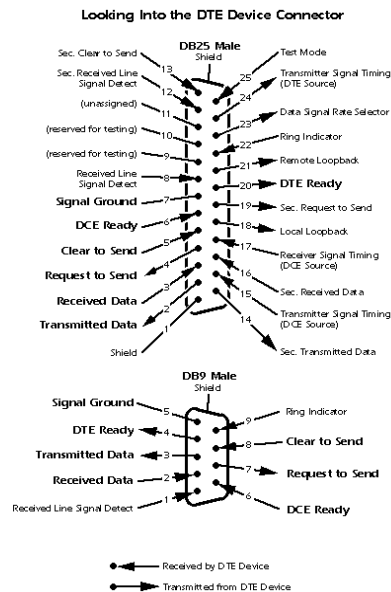 Looking Into the DTE Device Connector
DB25 Male
Shield
Sec. Clear to Send
13
Sec. Received Line
Signal Detect
12
(unassigned)
11
(reserved for testing)
10
(reserved for testing)
9
Received Line
Signal Detect
8
Signal Ground
7
DCE Ready
6
Clear to Send
5
Request to Send
4
Received Data
3
Transmitted Data
2
Shield
1
25
Test Mode
24
Transmitter Signal Timing
(DTE Source)
23
Data Signal Rate Selector
22
Ring Indicator
21
Remote Loopback
20
DTE Ready
19
Sec. Request to Send
18
Local Loopback
17
Receiver Signal Timing
(DCE Source)
16
Sec. Received Data
15
Transmitter Signal Timing
(DCE Source)
14
Sec. Transmitted Data
DB9 Male
Shield
Signal Ground
5
DTE Ready
4
Transmitted Data
3
Received Data
2
Received Line Signal Detect
1
9
Ring Indicator
8
Clear to Send
7
Request to Send
6
DCE Ready
Received by DTE Device
Transmitted from DTE Device